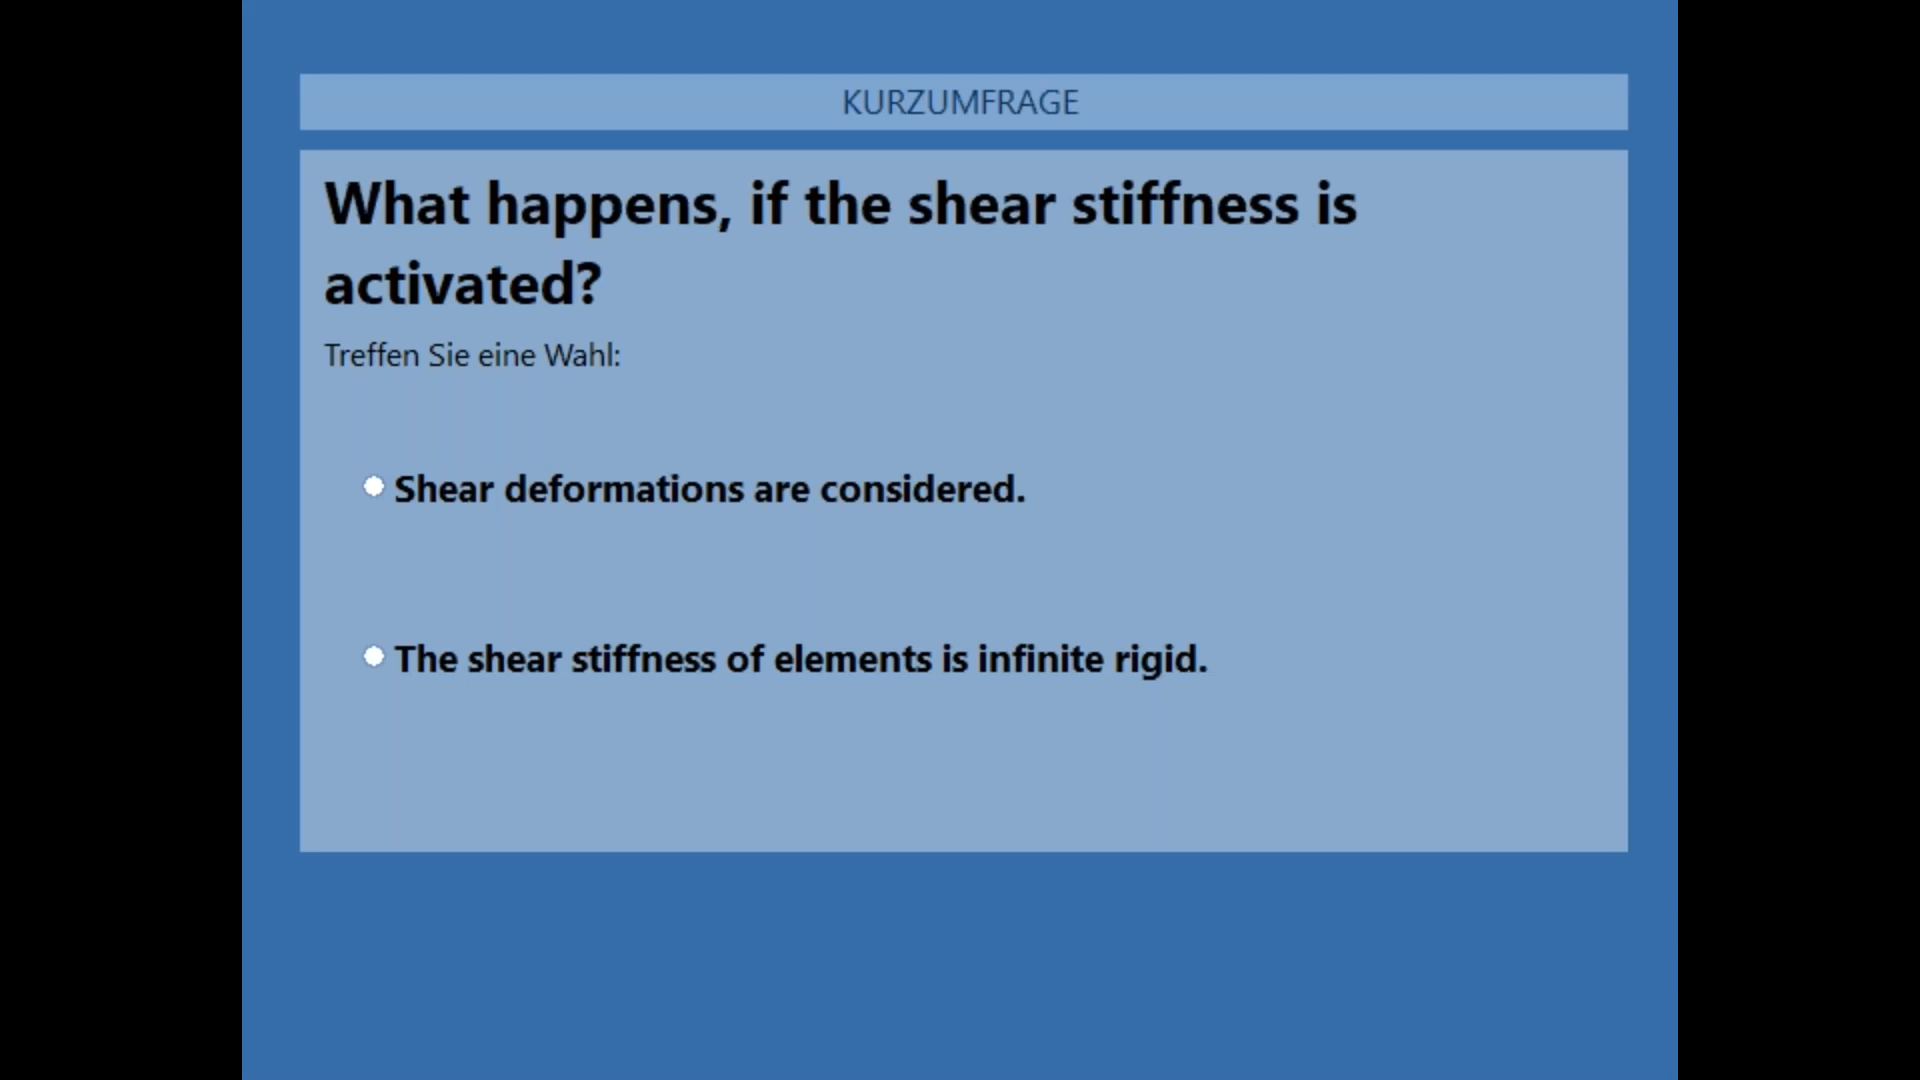 KURZUMFRAGE
What happens, if the shear stiffness is
activated?
Treffen Sie eine Wahl:
Shear deformations are considered.
The shear stiffness of elements is infinite rigid.